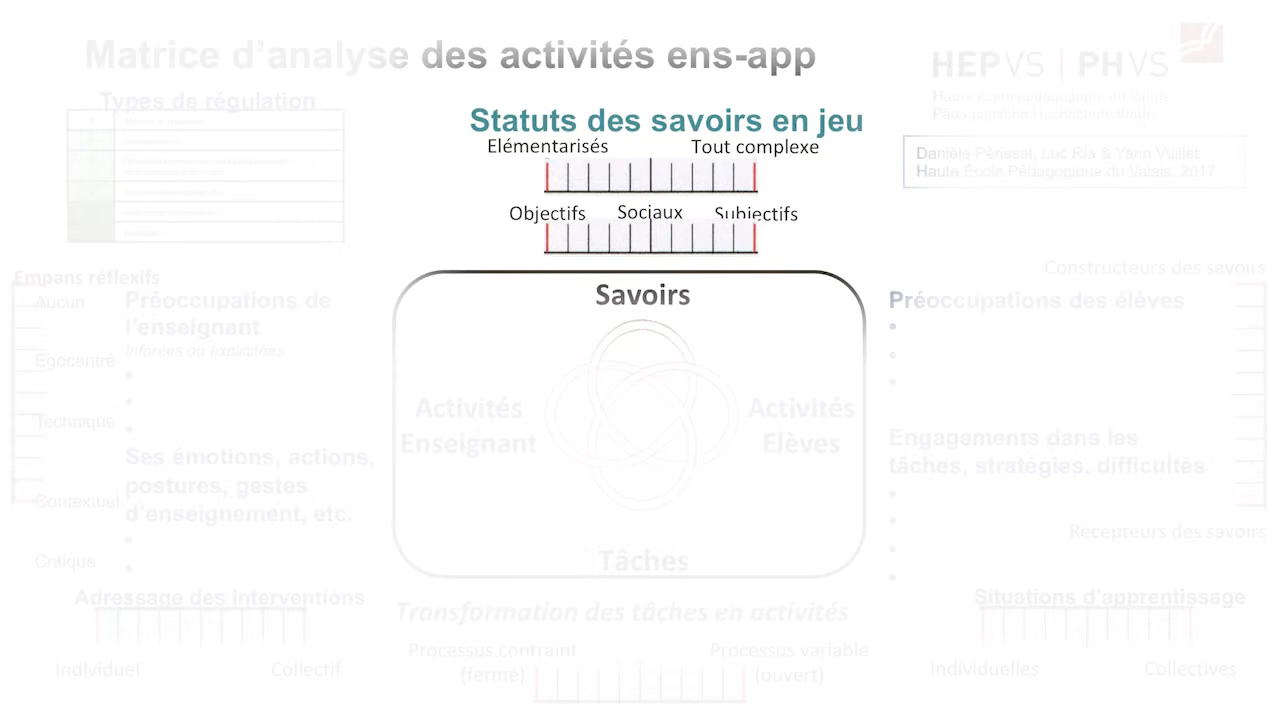 Matrice d’analyse des activités ens-app
HEPVS | PHVS
Haute école pédagogique du Valais
Pädagogische Hochschule Wallis
Types de régulation
Statuts des savoirs en jeu
Elémentarisés
Tout complexe
Danièle Périsset, Luc Ria & Yann Vuillet
Haute Ecole Pédagogique du Valais, 2017
Objectifs
Sociaux
Subjectifs
Empans réflexifs
Aucun
Egocentré
Technique
Contextuel
Critique
Préoccupations de
l’enseignant
Inférées ou explicitées
Ses émotions, actions,
postures, gestes
d’enseignement, etc.
Savoirs
Activités
Enseignant
Activités
Elèves
Tâches
Constructeurs des savoirs
Préoccupations des élèves
Engagements dans les
tâches, stratégies, difficultés
Récepteurs des savoirs
Adressage des interventions
Individuel
Collectif
Transformation des tâches en activités
Processus contraint
(fermé)
Processus variable
(ouvert)
Situations d’apprentissage
Individuelles
Collectives